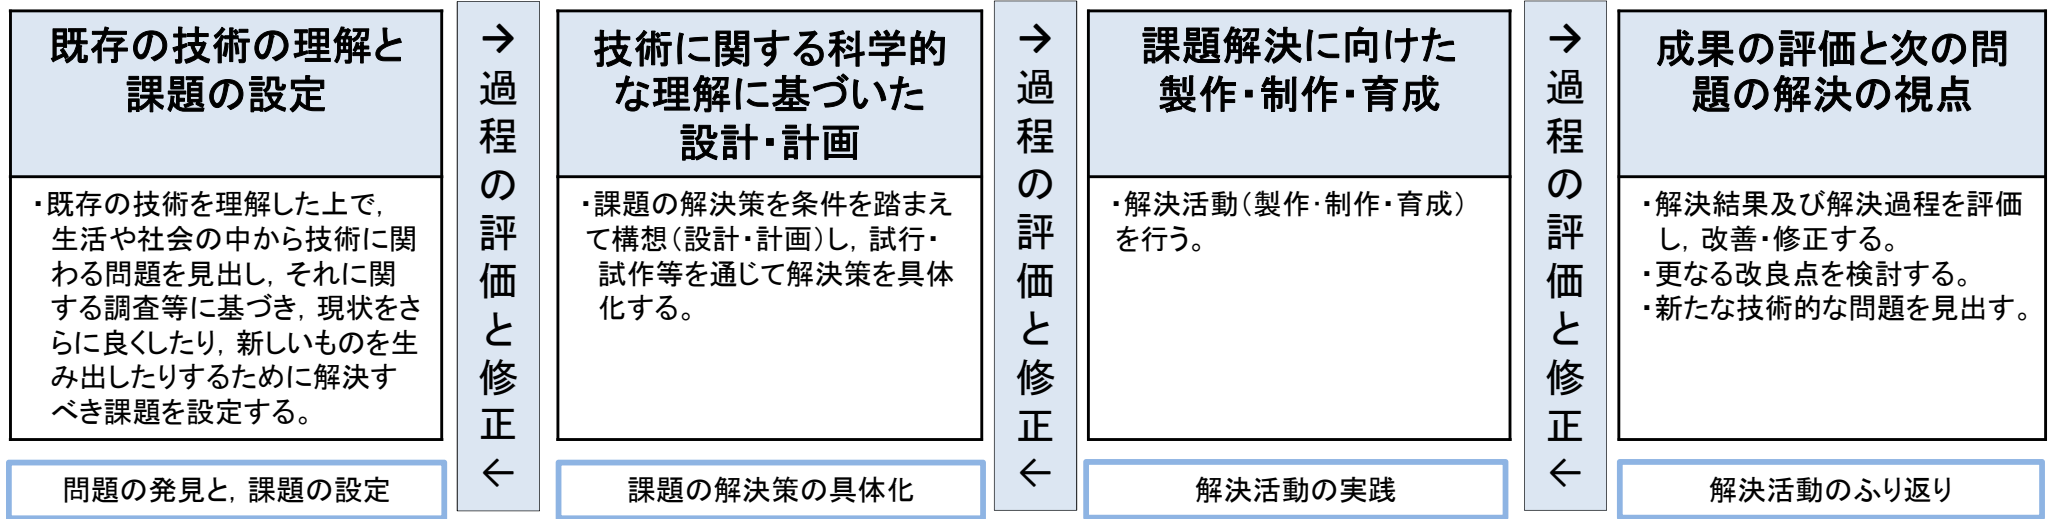 既存の技術の理解と
課題の設定
・既存の技術を理解した上で，
生活や社会の中から技術に関
わる問題を見出し，それに関
する調査等に基づき，現状をさ
らに良くしたり，新しいものを生
み出したりするために解決す
べき課題を設定する。
問題の発見と，課題の設定
→過程の評価と修正←
技術に関する科学的
な理解に基づいた
設計・計画
・課題の解決策を条件を踏まえ
て構想（設計・計画）し，試行・
試作等を通じて解決策を具体
化する。
課題の解決策の具体化
→過程の評価と修正←
課題解決に向けた
製作・制作・育成
・解決活動（製作・制作・育成）
を行う。
解決活動の実践
→過程の評価と修正←
成果の評価と次の問
題の解決の視点
・解決結果及び解決過程を評価
し，改善・修正する。
・更なる改良点を検討する。
・新たな技術的な問題を見出す。
解決活動のふり返り